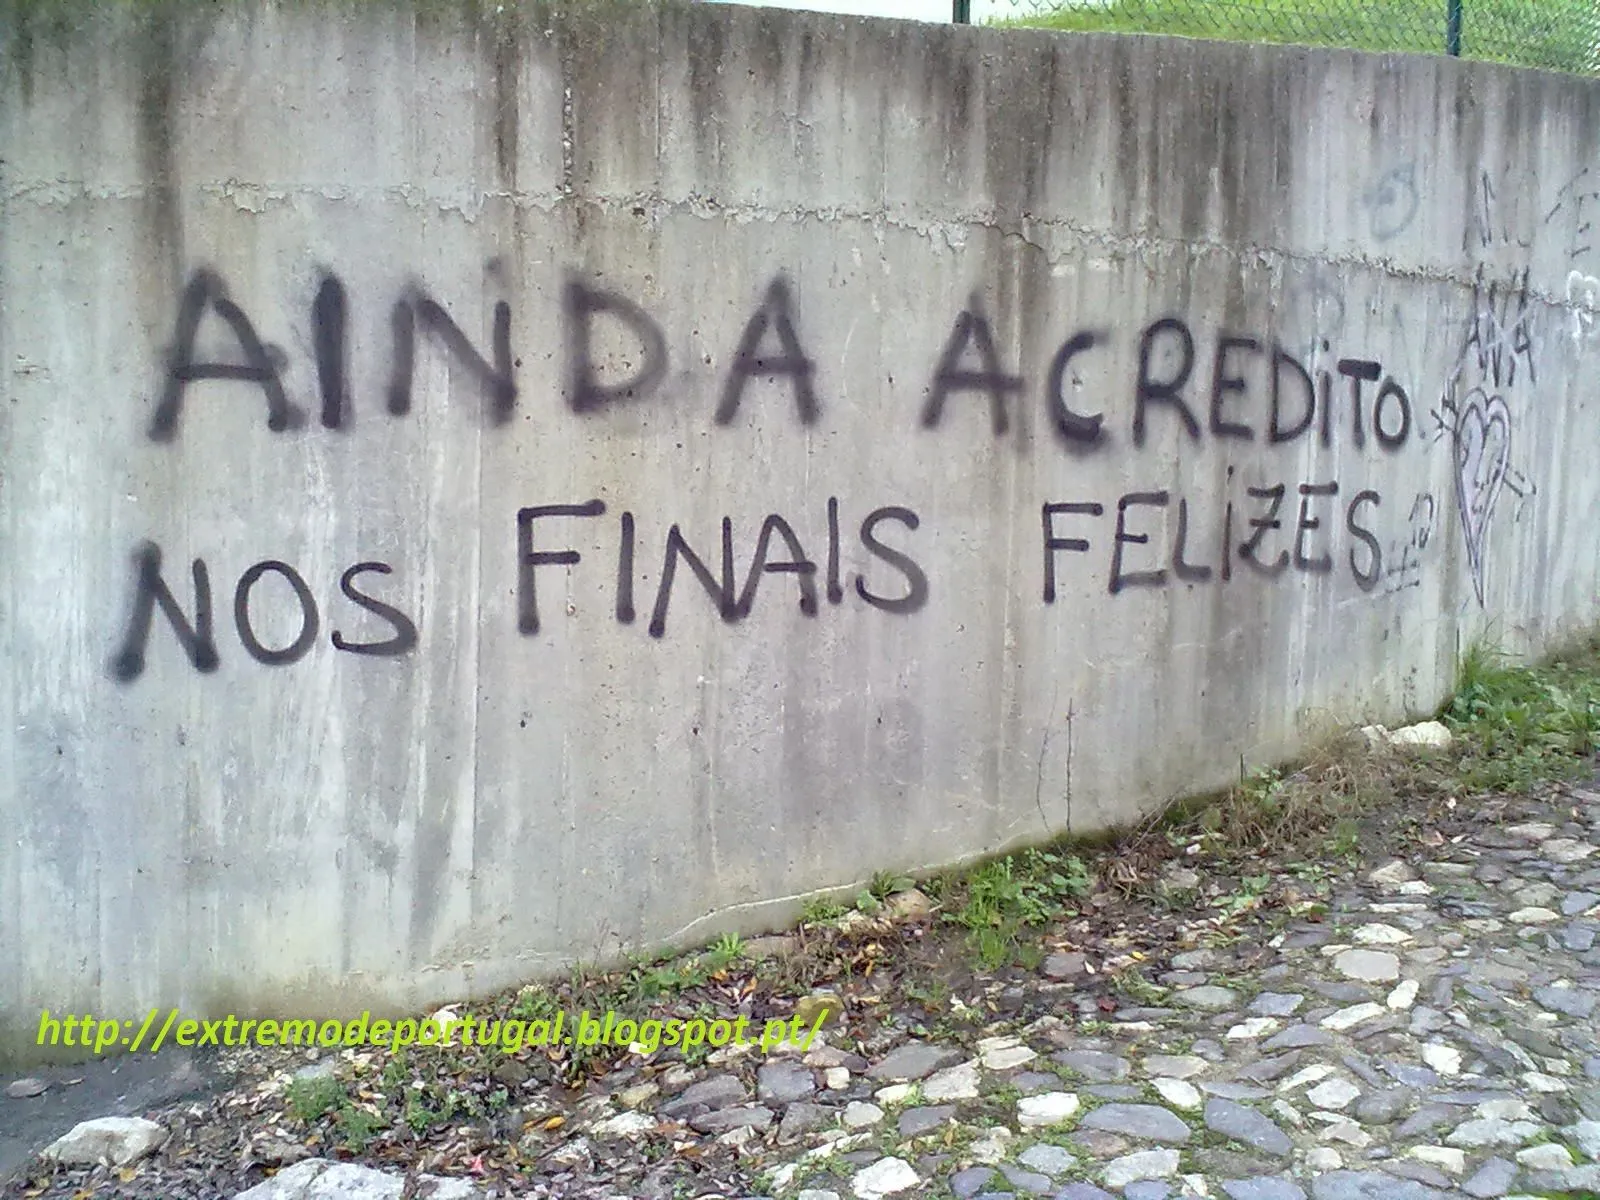 AINDA ACREDITO
NOS FINAIS FELIZES
http://extremodeportugal.blogspot.pt/